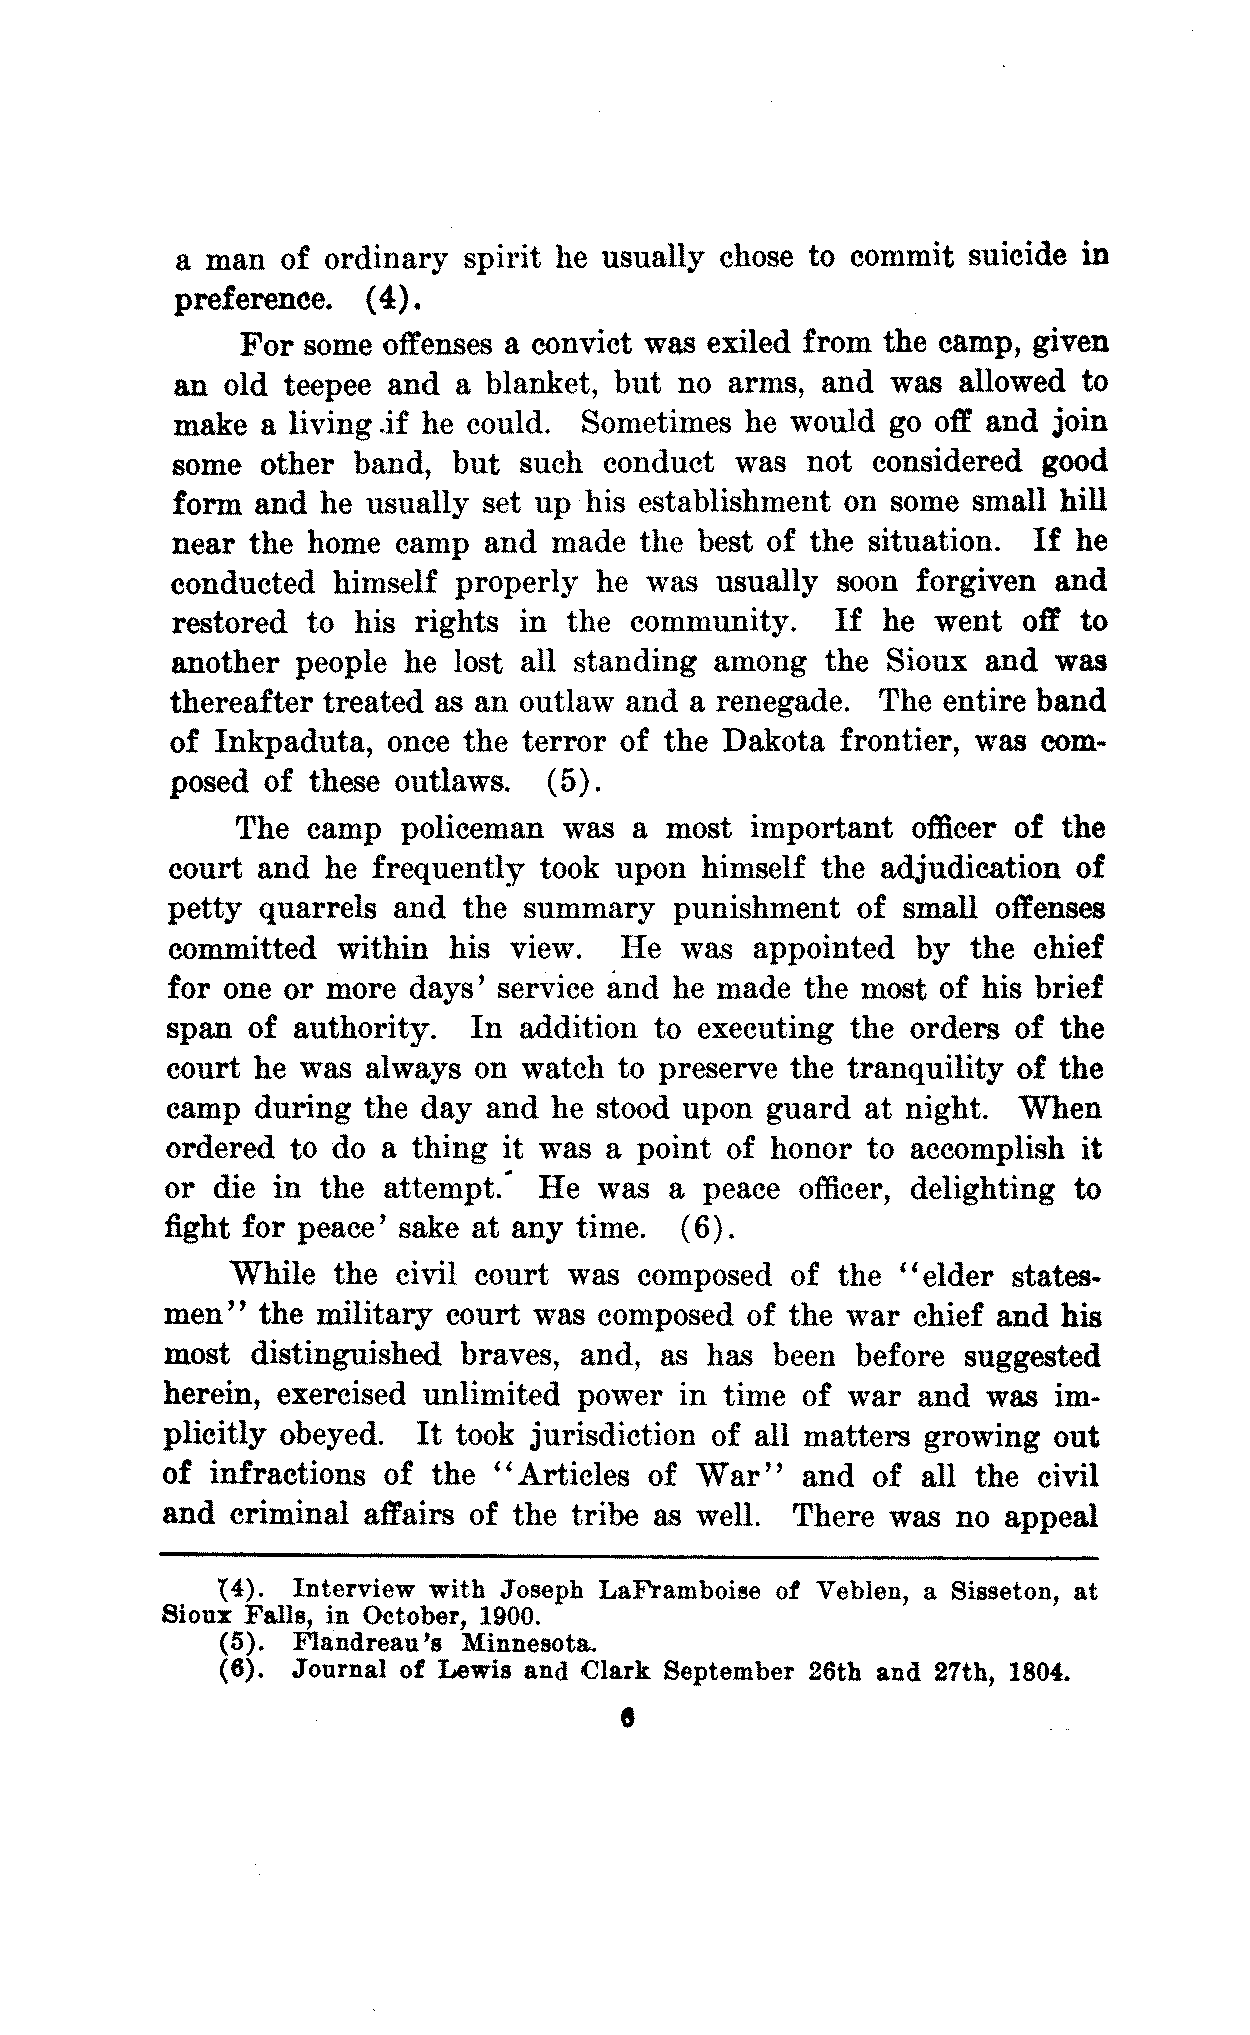 a man of ordinary spirit he usually chose to commit suicide in
preference. (4).
For some offenses a convict was exiled from the camp, given
an old teepee and a blanket, but no arms, and was allowed to
make a living if he could. Sometimes he would go off and join
some other band, but such conduct was not considered good
form and he usually set up his establishment on some small hill
near the home camp and made the best of the situation. If he
conducted himself properly he was usually soon forgiven and
restored to his rights in the community. If he went off to
another people he lost all standing among the Sioux and was
thereafter treated as an outlaw and a renegade. The entire band
of Inkpaduta, once the terror of the Dakota frontier, was com-
posed of these outlaws. (5).
The camp policeman was a most important officer of the
court and he frequently took upon himself the adjudication of
petty quarrels and the summary punishment of small offenses
committed within his view. He was appointed by the chief
for one or more days' service and he made the most of his brief
span of authority. In addition to executing the orders of the
court he was always on watch to preserve the tranquility of the
camp during the day and he stood upon guard at night. When
ordered to do a thing it was a point of honor to accomplish it
or die in the attempt. He was a peace officer, delighting to
fight for peace' sake at any time. (6).
While the civil court was composed of the "elder states-
men" the military court was composed of the war chief and his
most distinguished braves, and, as has been before suggested
herein, exercised unlimited power in time of war and was im-
plicitly obeyed. It took jurisdiction of all matters growing out
of infractions of the "Articles of War" and of all the civil
and criminal affairs of the tribe as well. There was no appeal
(4). Interview with Joseph LaFramboise of Veblen, a Sisseton, at
Sioux Falls, in October, 1900.
(5). Flandreau's Minnesota.
(6). Journal of Lewis and Clark September 26th and 27th, 1804.
6